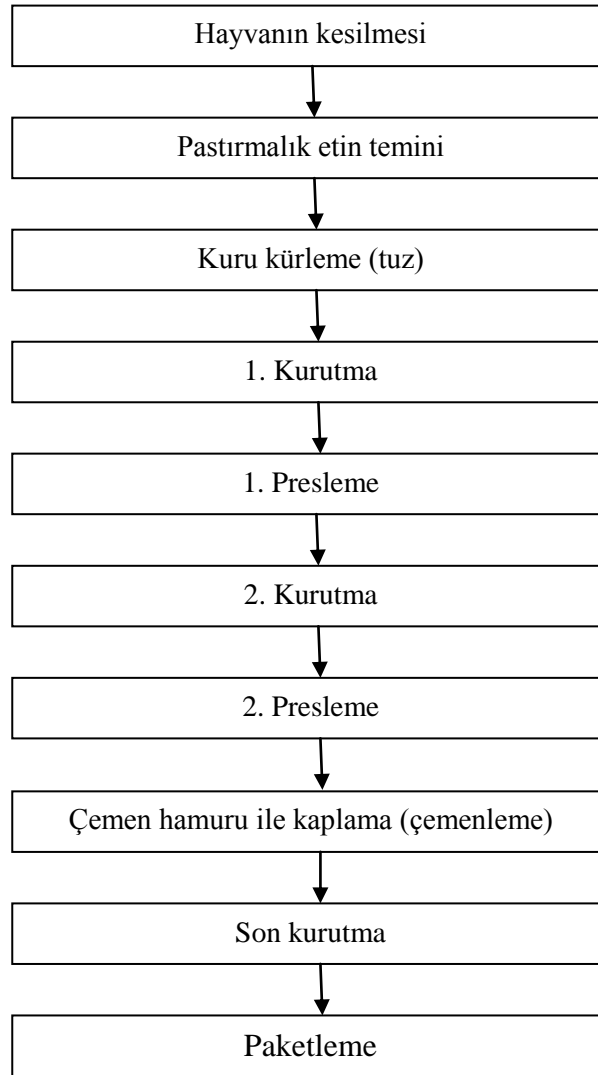 Hayvanın kesilmesi
Pastırmalık etin temini
Kuru kürleme (tuz)
1. Kurutma
1. Presleme
2. Kurutma
2. Presleme
Çemen hamuru ile kaplama (çemenleme)
Son kurutma
Paketleme